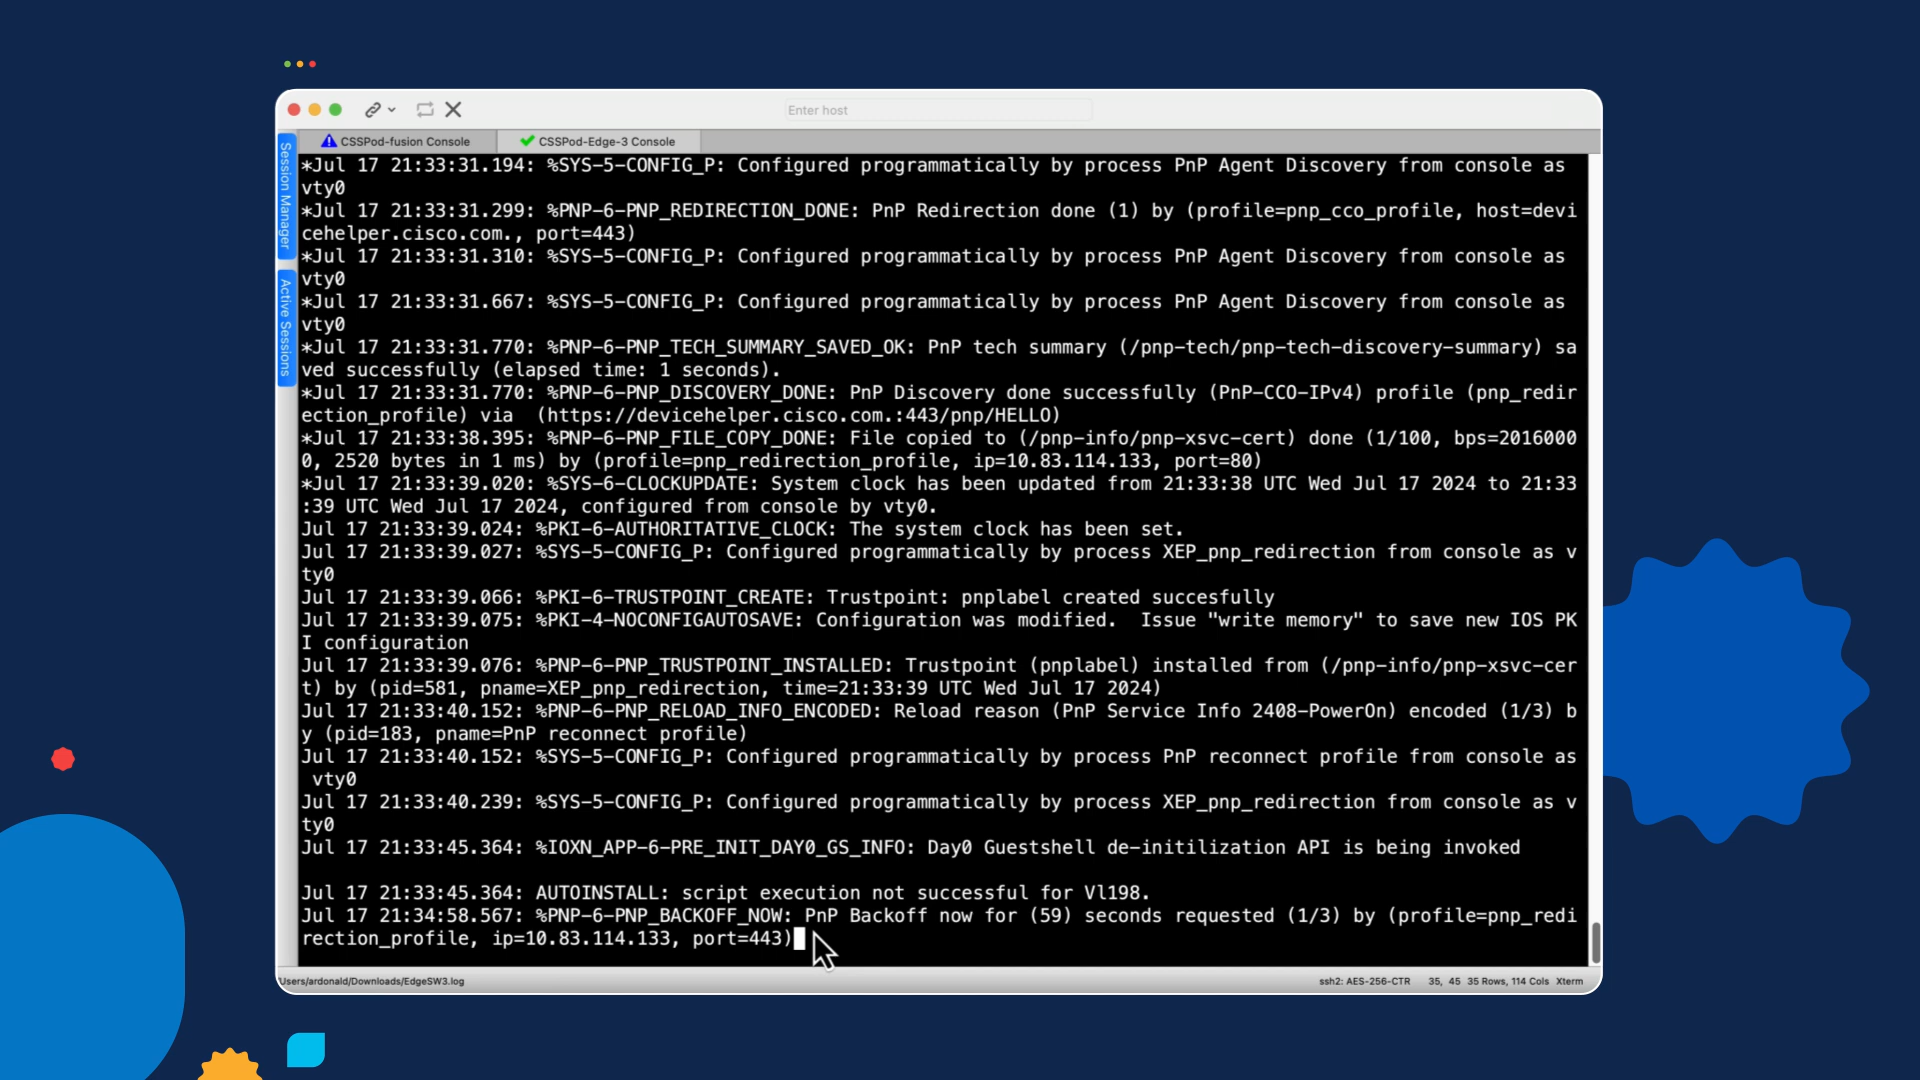 Enter host
CSSPod-fusion Console
CSSPod-Edge-3 Console
Session Manager
Active Sessions
*Jul 17 21:33:31.194: %SYS-5-CONFIG_P: Configured programmatically by process PnP Agent Discovery from console as
vty0
*Jul 17 21:33:31.299: %PNP-6-PNP_REDIRECTION_DONE: PnP Redirection done (1) by (profile=pnp_cco_profile, host=devi
cehelper.cisco.com., port=443)
*Jul 17 21:33:31.310: %SYS-5-CONFIG_P: Configured programmatically by process PnP Agent Discovery from console as
vty0
*Jul 17 21:33:31.667: %SYS-5-CONFIG_P: Configured programmatically by process PnP Agent Discovery from console as
vty0
*Jul 17 21:33:31.770: %PNP-6-PNP_TECH_SUMMARY_SAVED_OK: PnP tech summary (/pnp-tech/pnp-tech-discovery-summary) sa
ved successfully (elapsed time: 1 seconds).
*Jul 17 21:33:31.770: %PNP-6-PNP_DISCOVERY_DONE: PnP Discovery done successfully (PnP-CCO-IPv4) profile (pnp_redir
ection_profile) via  (https://devicehelper.cisco.com.:443/pnp/HELLO)
*Jul 17 21:33:38.395: %PNP-6-PNP_FILE_COPY_DONE: File copied to (/pnp-info/pnp-xsvc-cert) done (1/100, bps=2016000
0, 2520 bytes in 1 ms) by (profile=pnp_redirection_profile, ip=10.83.114.133, port=80)
*Jul 17 21:33:39.020: %SYS-6-CLOCKUPDATE: System clock has been updated from 21:33:38 UTC Wed Jul 17 2024 to 21:33
:39 UTC Wed Jul 17 2024, configured from console by vty0.
Jul 17 21:33:39.024: %PKI-6-AUTHORITATIVE_CLOCK: The system clock has been set.
Jul 17 21:33:39.027: %SYS-5-CONFIG_P: Configured programmatically by process XEP_pnp_redirection from console as v
ty0
Jul 17 21:33:39.066: %PKI-6-TRUSTPOINT_CREATE: Trustpoint: pnplabel created succesfully
Jul 17 21:33:39.075: %PKI-4-NOCONFIGAUTOSAVE: Configuration was modified.  Issue "write memory" to save new IOS PK
I configuration
Jul 17 21:33:39.076: %PNP-6-PNP_TRUSTPOINT_INSTALLED: Trustpoint (pnplabel) installed from (/pnp-info/pnp-xsvc-cer
t) by (pid=581, pname=XEP_pnp_redirection, time=21:33:39 UTC Wed Jul 17 2024)
Jul 17 21:33:40.152: %PNP-6-PNP_RELOAD_INFO_ENCODED: Reload reason (PnP Service Info 2408-PowerOn) encoded (1/3) b
y (pid=183, pname=PnP reconnect profile)
Jul 17 21:33:40.152: %SYS-5-CONFIG_P: Configured programmatically by process PnP reconnect profile from console as
vty0
Jul 17 21:33:40.239: %SYS-5-CONFIG_P: Configured programmatically by process XEP_pnp_redirection from console as v
ty0
Jul 17 21:33:45.364: %IOXN_APP-6-PRE_INIT_DAY0_GS_INFO: Day0 Guestshell de-initilization API is being invoked
Jul 17 21:33:45.364: AUTOINSTALL: script execution not successful for Vl198.
Jul 17 21:34:58.567: %PNP-6-PNP_BACKOFF_NOW: PnP Backoff now for (59) seconds requested (1/3) by (profile=pnp_redi
rection_profile, ip=10.83.114.133, port=443)
Users/ardonald/Downloads/EdgeSW3.log
ssh2: AES-256-CTR 35, 45 35 Rows, 114 Cols Xterm